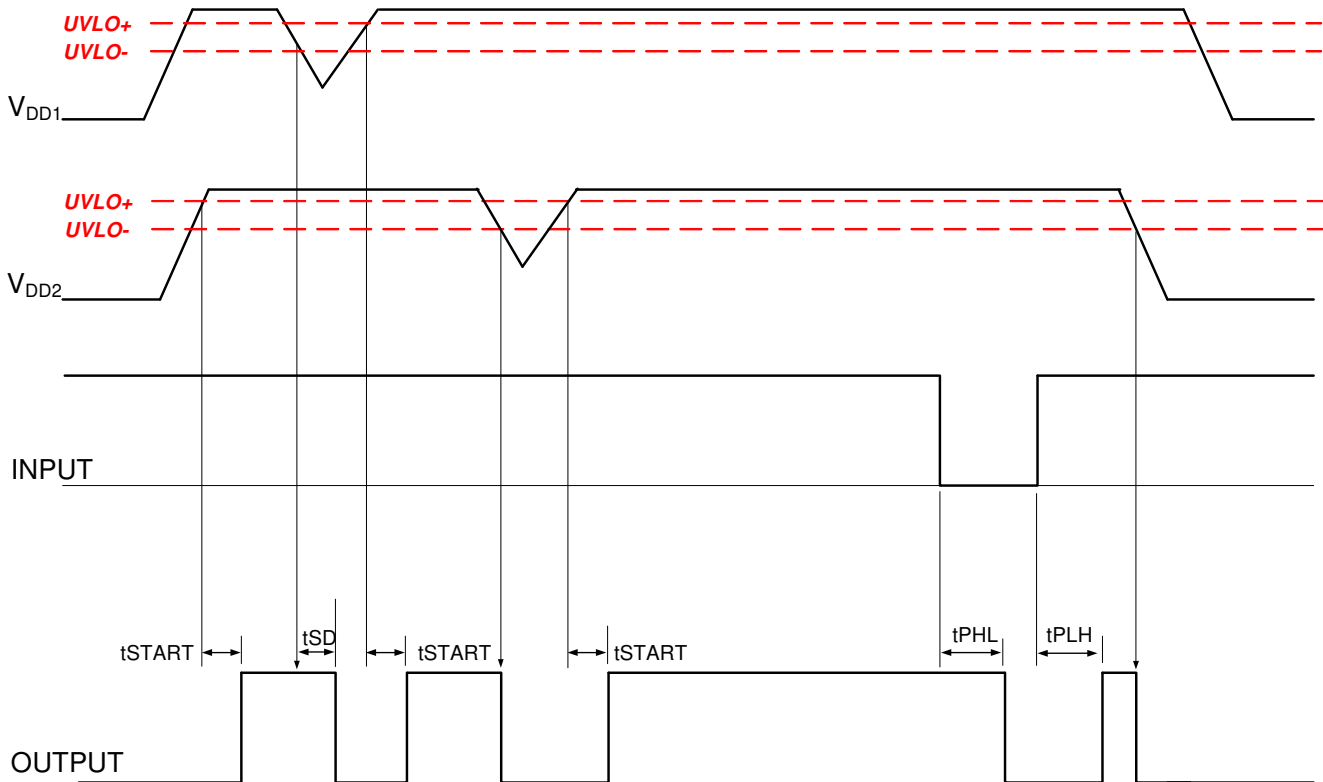 UVLO+
UVLO-
VDD1
UVLO+
UVLO-
VDD2
INPUT
tSTART
tSD
tSTART
tSTART
tPHL
tPLH
OUTPUT